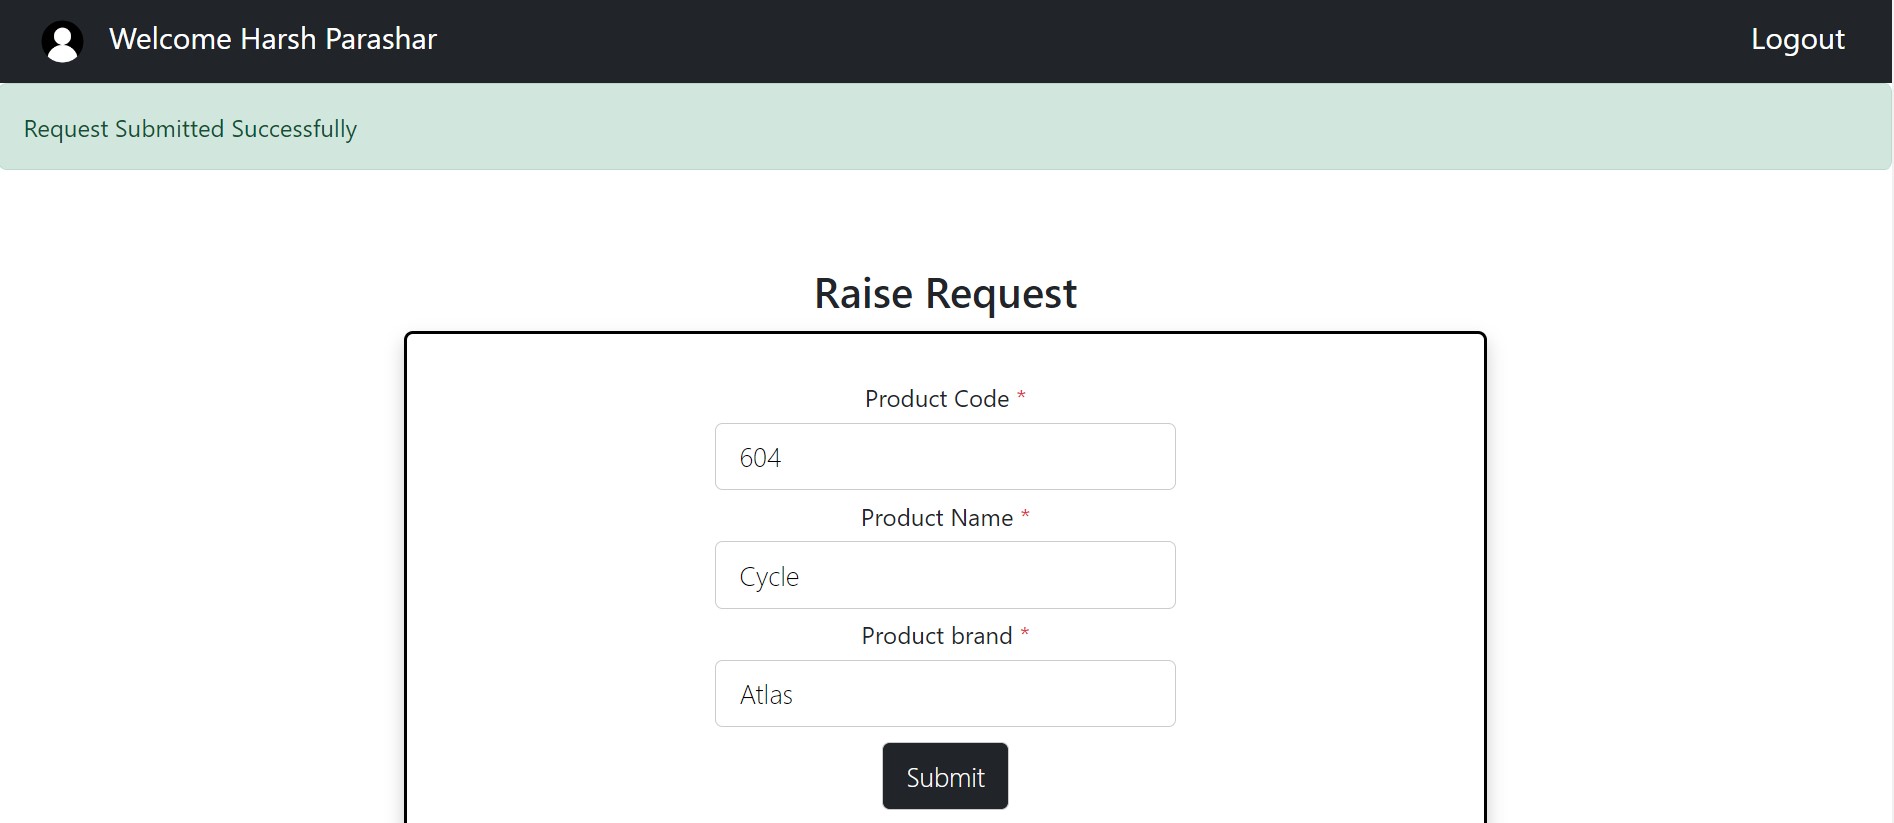 Welcome Harsh Parashar
Logout
Request Submitted Successfully
Raise Request
Product Code *
604
Product Name *
Cycle
Product brand *
Atlas
Submit